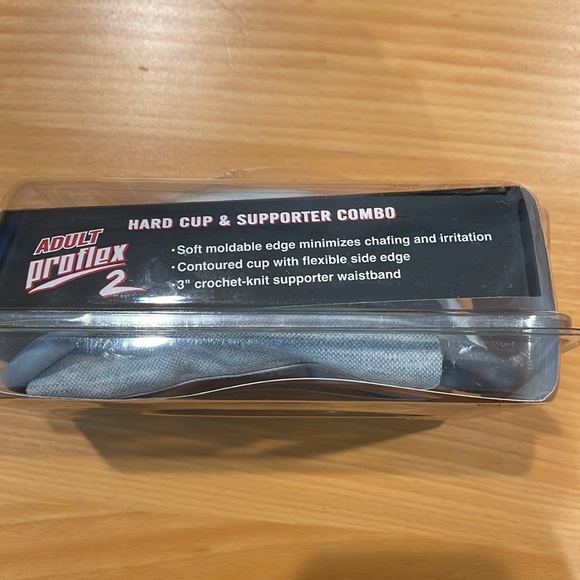 HARD CUP & SUPPORTER COMBO
ADULT
proflex
2
•Soft moldable edge minimizes chafing and irritation
•Contoured cup with flexible side edge
•3" crochet-knit supporter waistband